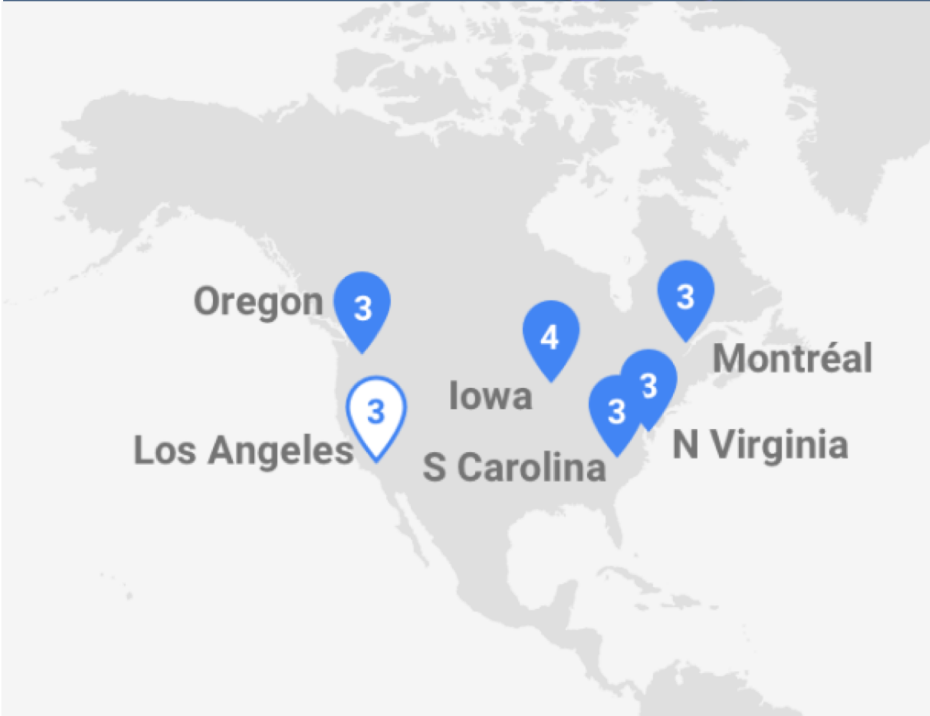 Oregon 3
3
4
Montréal
Iowa
3
3
3
Los Angeles
N Virginia
S Carolina